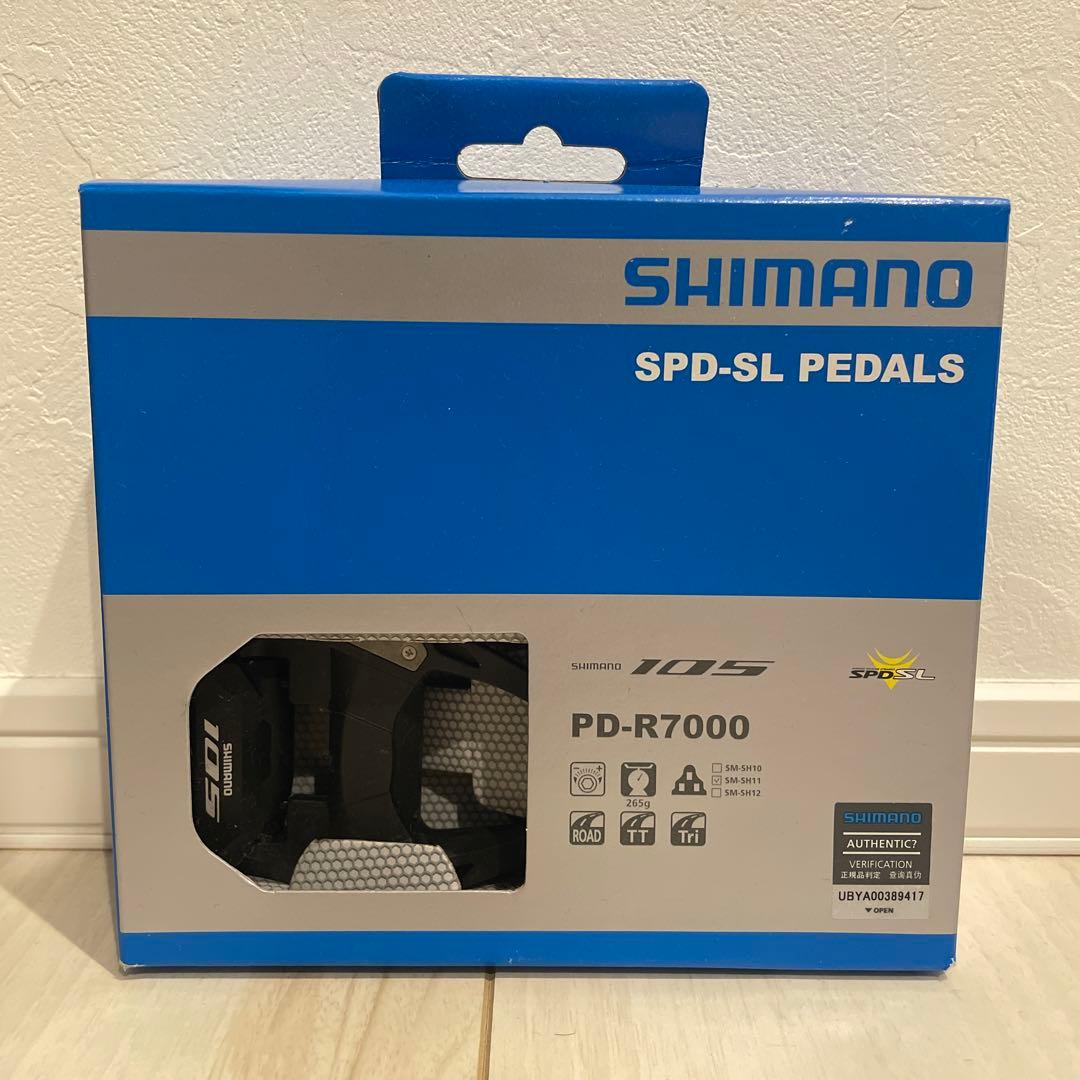 SHIMANO
SPD-SL PEDALS
SHIMANO 105
SPD-SL
PD-R7000
- +
265g
SM-SH10
SM-SH11
SM-SH12
ROAD
TT
Tri
SHIMANO
105
SHIMANO
AUTHENTIC?
VERIFICATION
正規品判定 查询真伪
UBYA00389417
▼OPEN